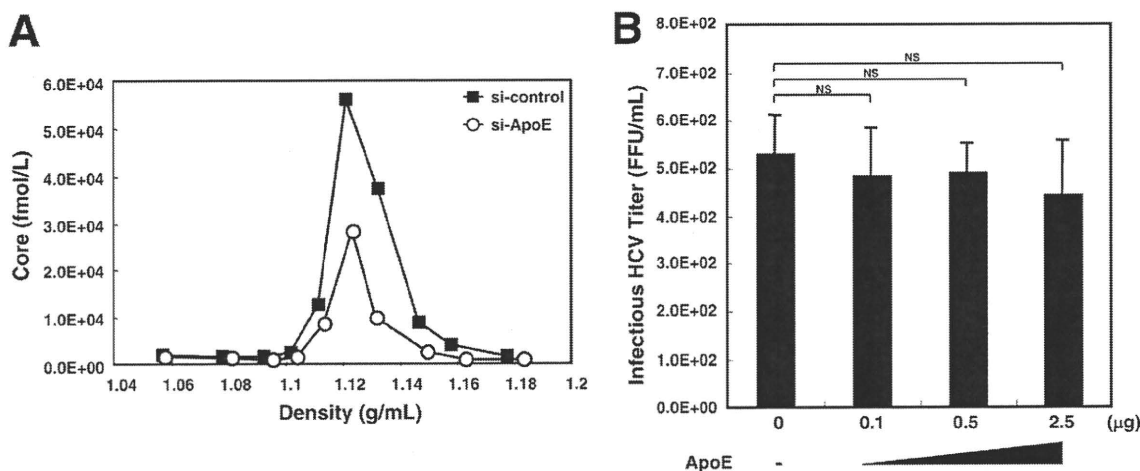 A
Core (fmol/L)
6.0E+04
5.0E+04
4.0E+04
3.0E+04
2.0E+04
1.0E+04
0.0E+00
si-control
si-ApoE
1.04 1.06 1.08 1.1 1.12 1.14 1.16 1.18 1.2
Density (g/mL)
B
Infectious HCV Titer (FFU/mL)
8.0E+02
7.0E+02
6.0E+02
5.0E+02
4.0E+02
3.0E+02
2.0E+02
1.0E+02
0.0E+00
NS
NS
NS
0 0.1 0.5 2.5 (μg)
ApoE -